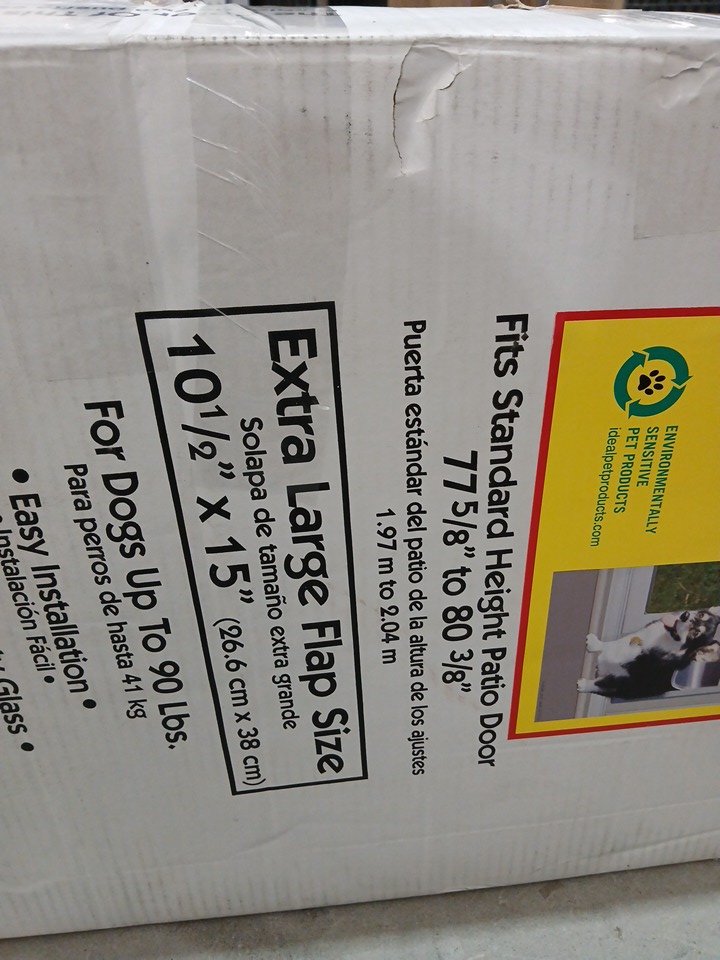 ENVIRONMENTALLY
SENSITIVE
PET PRODUCTS
idealpetproducts.com
Fits Standard Height Patio Door
77 5/8" to 80 3/8"
Puerta estándar del patio de la altura de los ajustes
1.97 m to 2.04 m
Extra Large Flap Size
Solapa de tamaño extra grande
10 1/2" x 15" (26.6 cm x 38 cm)
For Dogs Up To 90 Lbs.
Para perros de hasta 41 kg
• Easy Installation •
• Instalación Fácil •
Glass •